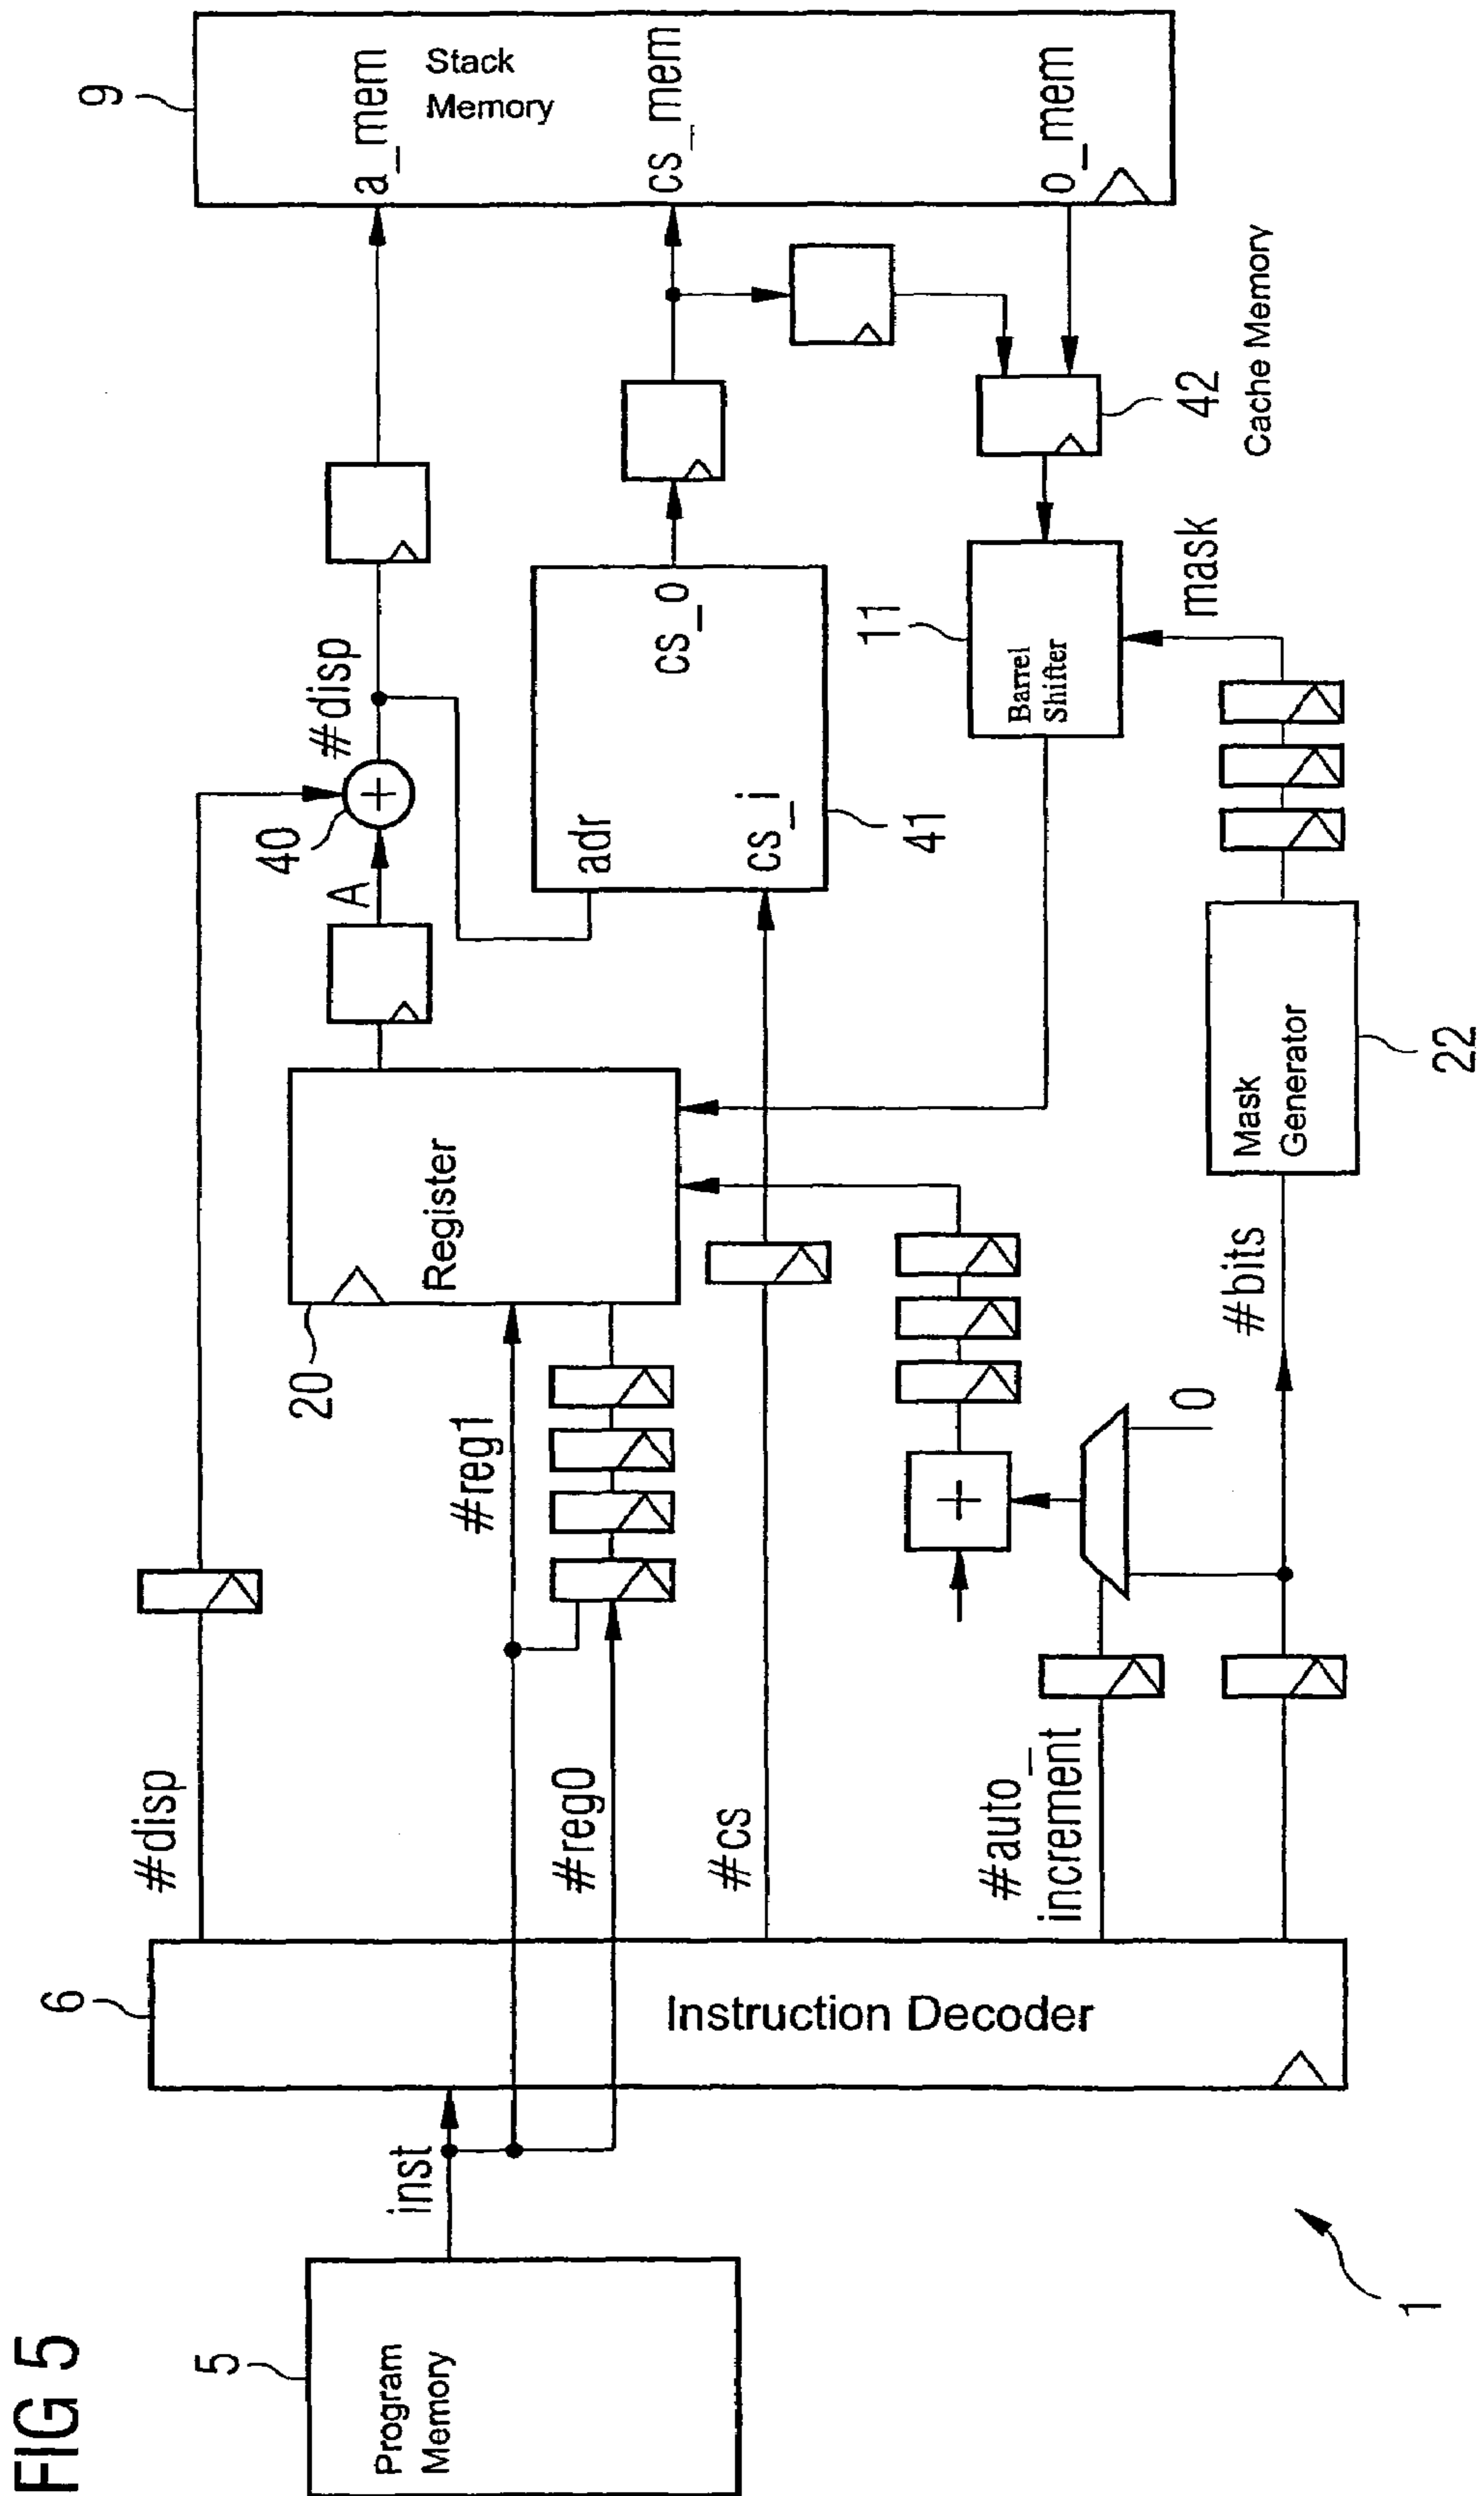 FIG 5
5
Program
Memory
inst
6
Instruction Decoder
#disp
#reg1
#reg0
#cs
#auto_
increment
#bits
0
20
Register
22
Mask
Generator
A
40
#disp
adr
cs_i
cs_o
41
11
Barrel
Shifter
mask
42
Cache Memory
9
Stack
Memory
a_mem
cs_mem
o_mem
+
+
1